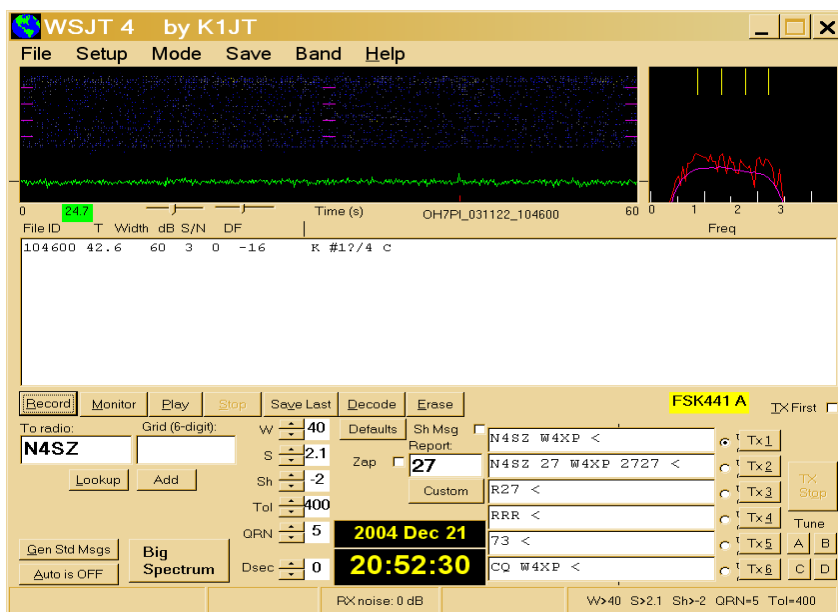 WSJT 4 by K1JT
File Setup Mode Save Band Help
0 24.7 Time (s) OH7PI_031122_104600 60 0 1 2 3
File ID T Width dB S/N DF Freq
104600 42.6 60 3 0 -16 K #1?/4 C
Record Monitor Play Stop Save Last Decode Erase FSK441 A TX First
To radio: Grid (6-digit): W 40 Defaults Sh Msg
N4SZ S 2.1 Zap Report: 27 N4SZ W4XP < Tx1
Lookup Add Sh -2 Custom N4SZ 27 W4XP 2727 < Tx2 TX Stop
Tol 400 R27 < Tx3
QRN 5 2004 Dec 21 RRR < Tx4 Tune
Gen Std Msgs Big Spectrum 73 < Tx5 A B
Auto is OFF Dsec 0 20:52:30 CQ W4XP < Tx6 C D
RX noise: 0 dB W>40 S>2.1 Sh>-2 QRN=5 Tol=400